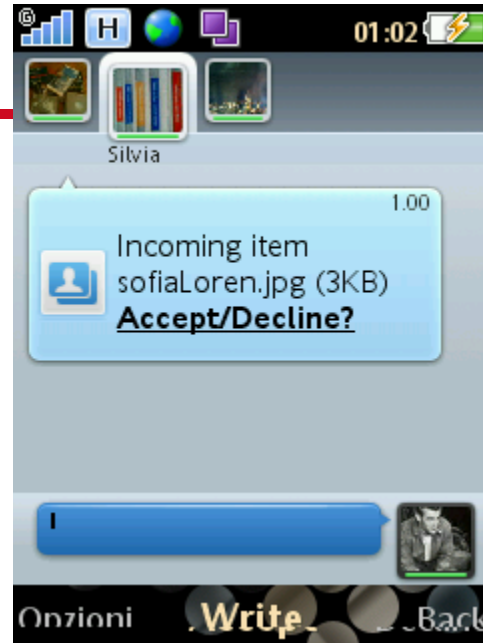 G
H
01:02
Silvia
1.00
Incoming item
sofiaLoren.jpg (3KB)
Accept/Decline?
Opzioni Write Back